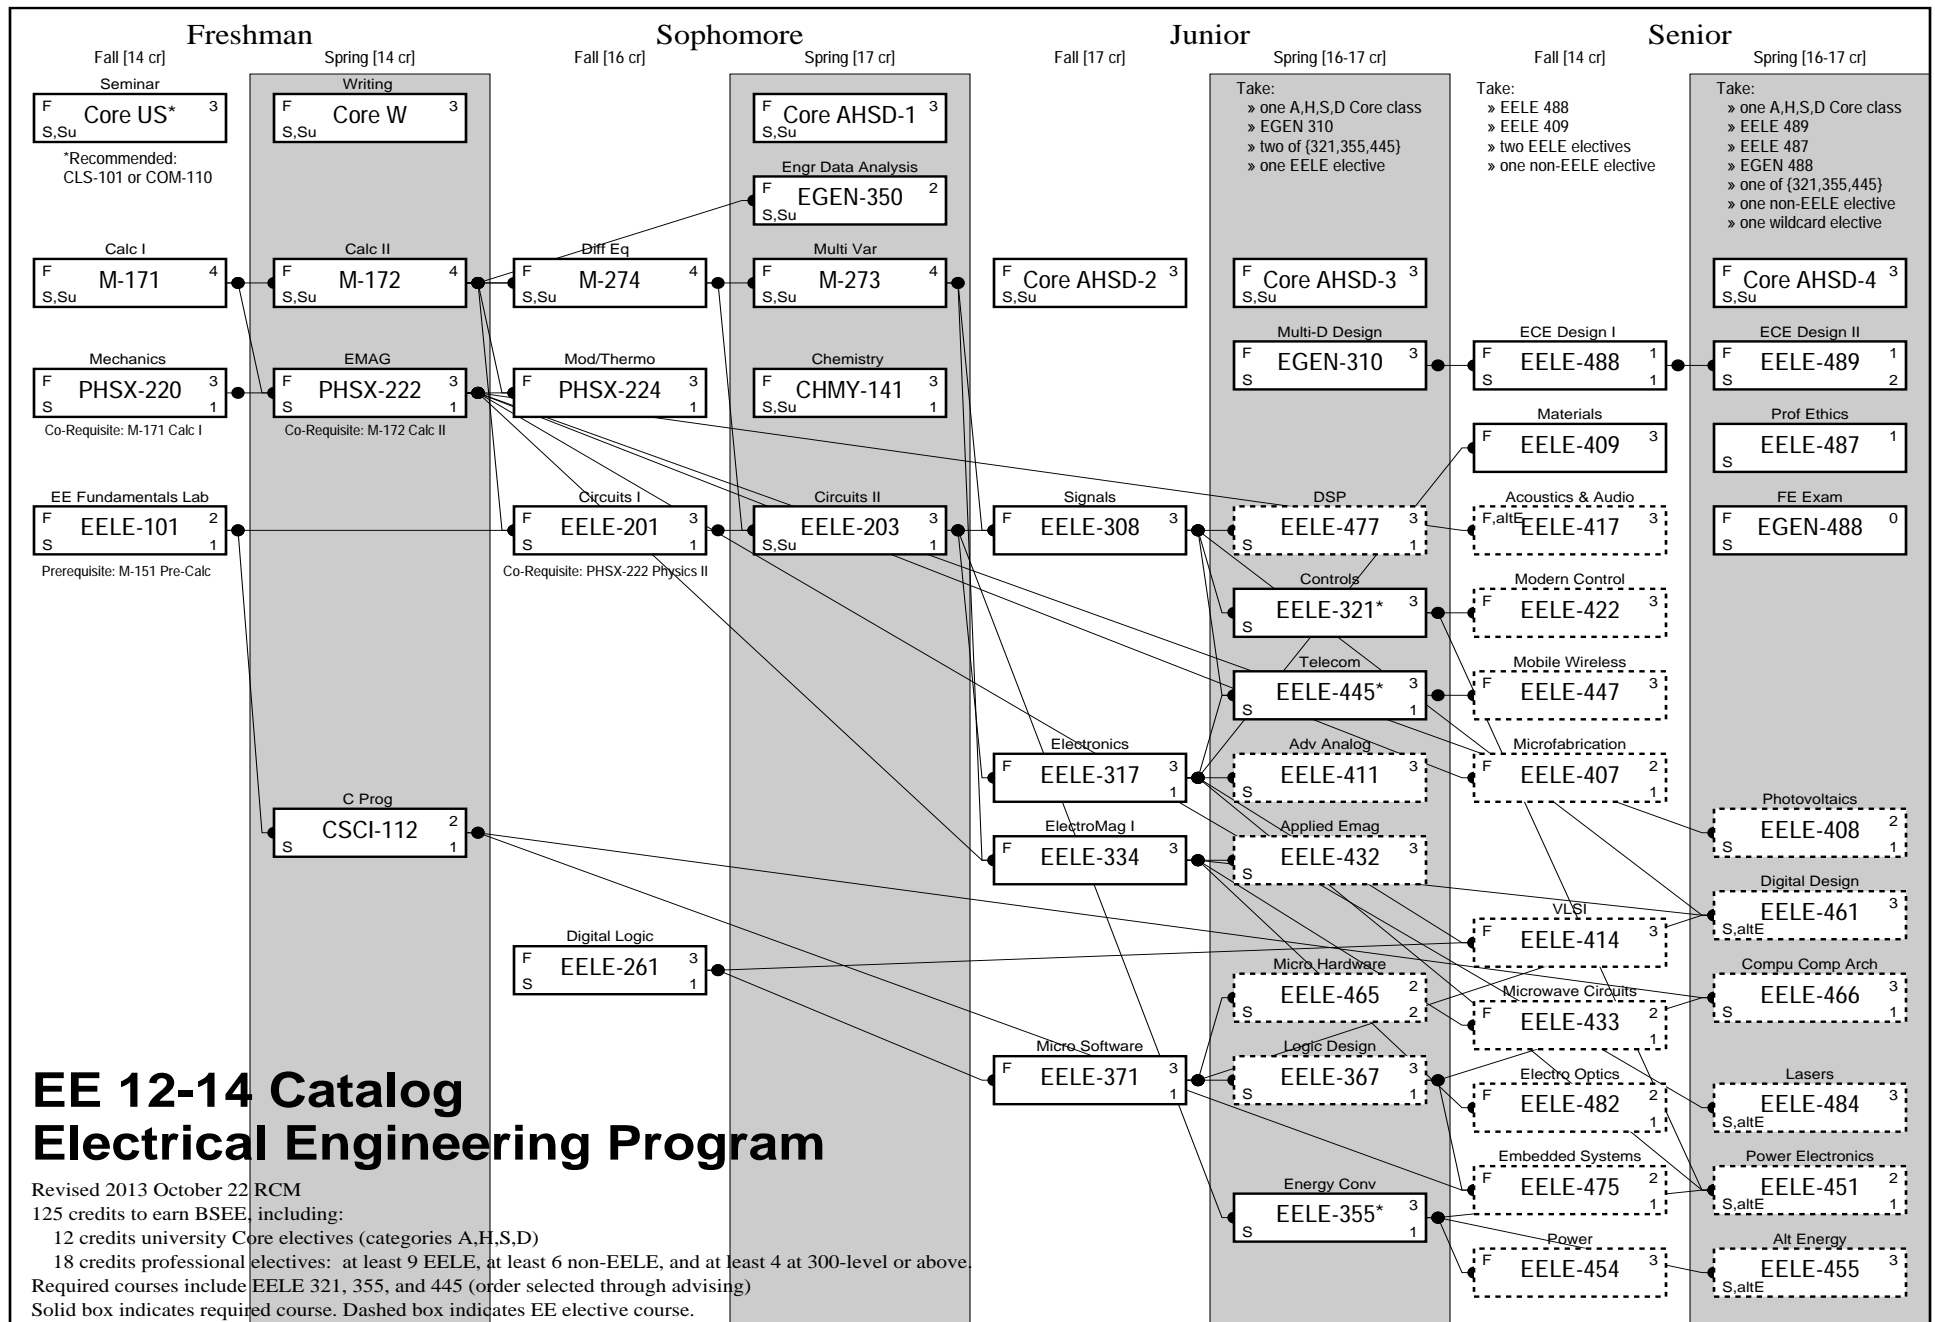 Freshman
Sophomore
Junior
Senior
Fall [14 cr]
Spring [14 cr]
Fall [16 cr]
Spring [17 cr]
Fall [17 cr]
Spring [16-17 cr]
Fall [14 cr]
Spring [16-17 cr]
Seminar
F Core US* 3
S,Su
*Recommended:
CLS-101 or COM-110
Calc I
F M-171 4
S,Su
Mechanics
F PHSX-220 3
S 1
Co-Requisite: M-171 Calc I
EE Fundamentals Lab
F EELE-101 2
S 1
Prerequisite: M-151 Pre-Calc
Writing
F Core W 3
S,Su
Calc II
F M-172 4
S,Su
EMAG
F PHSX-222 3
S 1
Co-Requisite: M-172 Calc II
C Prog
F CSCI-112 2
S 1
Diff Eq
F M-274 4
S,Su
Mod/Thermo
F PHSX-224 3
S 1
Circuits I
F EELE-201 3
S 1
Co-Requisite: PHSX-222 Physics II
Digital Logic
F EELE-261 3
S 1
F Core AHSD-1 3
S,Su
Engr Data Analysis
F EGEN-350 2
S,Su
Multi Var
F M-273 4
S,Su
Chemistry
F CHMY-141 3
S,Su 1
Circuits II
F EELE-203 3
S,Su 1
F Core AHSD-2 3
S,Su
Signals
F EELE-308 3
Electronics
F EELE-317 3
1
ElectroMag I
F EELE-334 3
Micro Software
F EELE-371 3
1
Take:
» one A,H,S,D Core class
» EGEN 310
» two of {321,355,445}
» one EELE elective
F Core AHSD-3 3
S,Su
Multi-D Design
F EGEN-310 3
S
DSP
EELE-477 3
S 1
Controls
EELE-321* 3
S
Telecom
EELE-445* 3
S 1
Adv Analog
EELE-411 3
S
Applied Emag
EELE-432 3
S
Micro Hardware
EELE-465 2
S 2
Logic Design
EELE-367 3
S 1
Energy Conv
EELE-355* 3
S 1
Take:
» EELE 488
» EELE 409
» two EELE electives
» one non-EELE elective
ECE Design I
F EELE-488 1
S 1
Materials
F EELE-409 3
Acoustics & Audio
F,altE EELE-417 3
Modern Control
F EELE-422 3
Mobile Wireless
F EELE-447 3
Microfabrication
F EELE-407 2
1
VLSI
F EELE-414 3
Microwave Circuits
F EELE-433 2
1
Electro Optics
F EELE-482 2
1
Embedded Systems
F EELE-475 2
1
Power
F EELE-454 3
Take:
» one A,H,S,D Core class
» EELE 489
» EELE 487
» EGEN 488
» one of {321,355,445}
» one non-EELE elective
» one wildcard elective
F Core AHSD-4 3
S,Su
ECE Design II
F EELE-489 1
S 2
Prof Ethics
EELE-487 1
S
FE Exam
F EGEN-488 0
S
Photovoltaics
EELE-408 2
S 1
Digital Design
EELE-461 3
S,altE
Compu Comp Arch
EELE-466 3
S 1
Lasers
EELE-484 3
S,altE
Power Electronics
EELE-451 2
S,altE 1
Alt Energy
EELE-455 3
S,altE
EE 12-14 Catalog
Electrical Engineering Program
Revised 2013 October 22 RCM
125 credits to earn BSEE, including:
12 credits university Core electives (categories A,H,S,D)
18 credits professional electives: at least 9 EELE, at least 6 non-EELE, and at least 4 at 300-level or above.
Required courses include EELE 321, 355, and 445 (order selected through advising)
Solid box indicates required course. Dashed box indicates EE elective course.